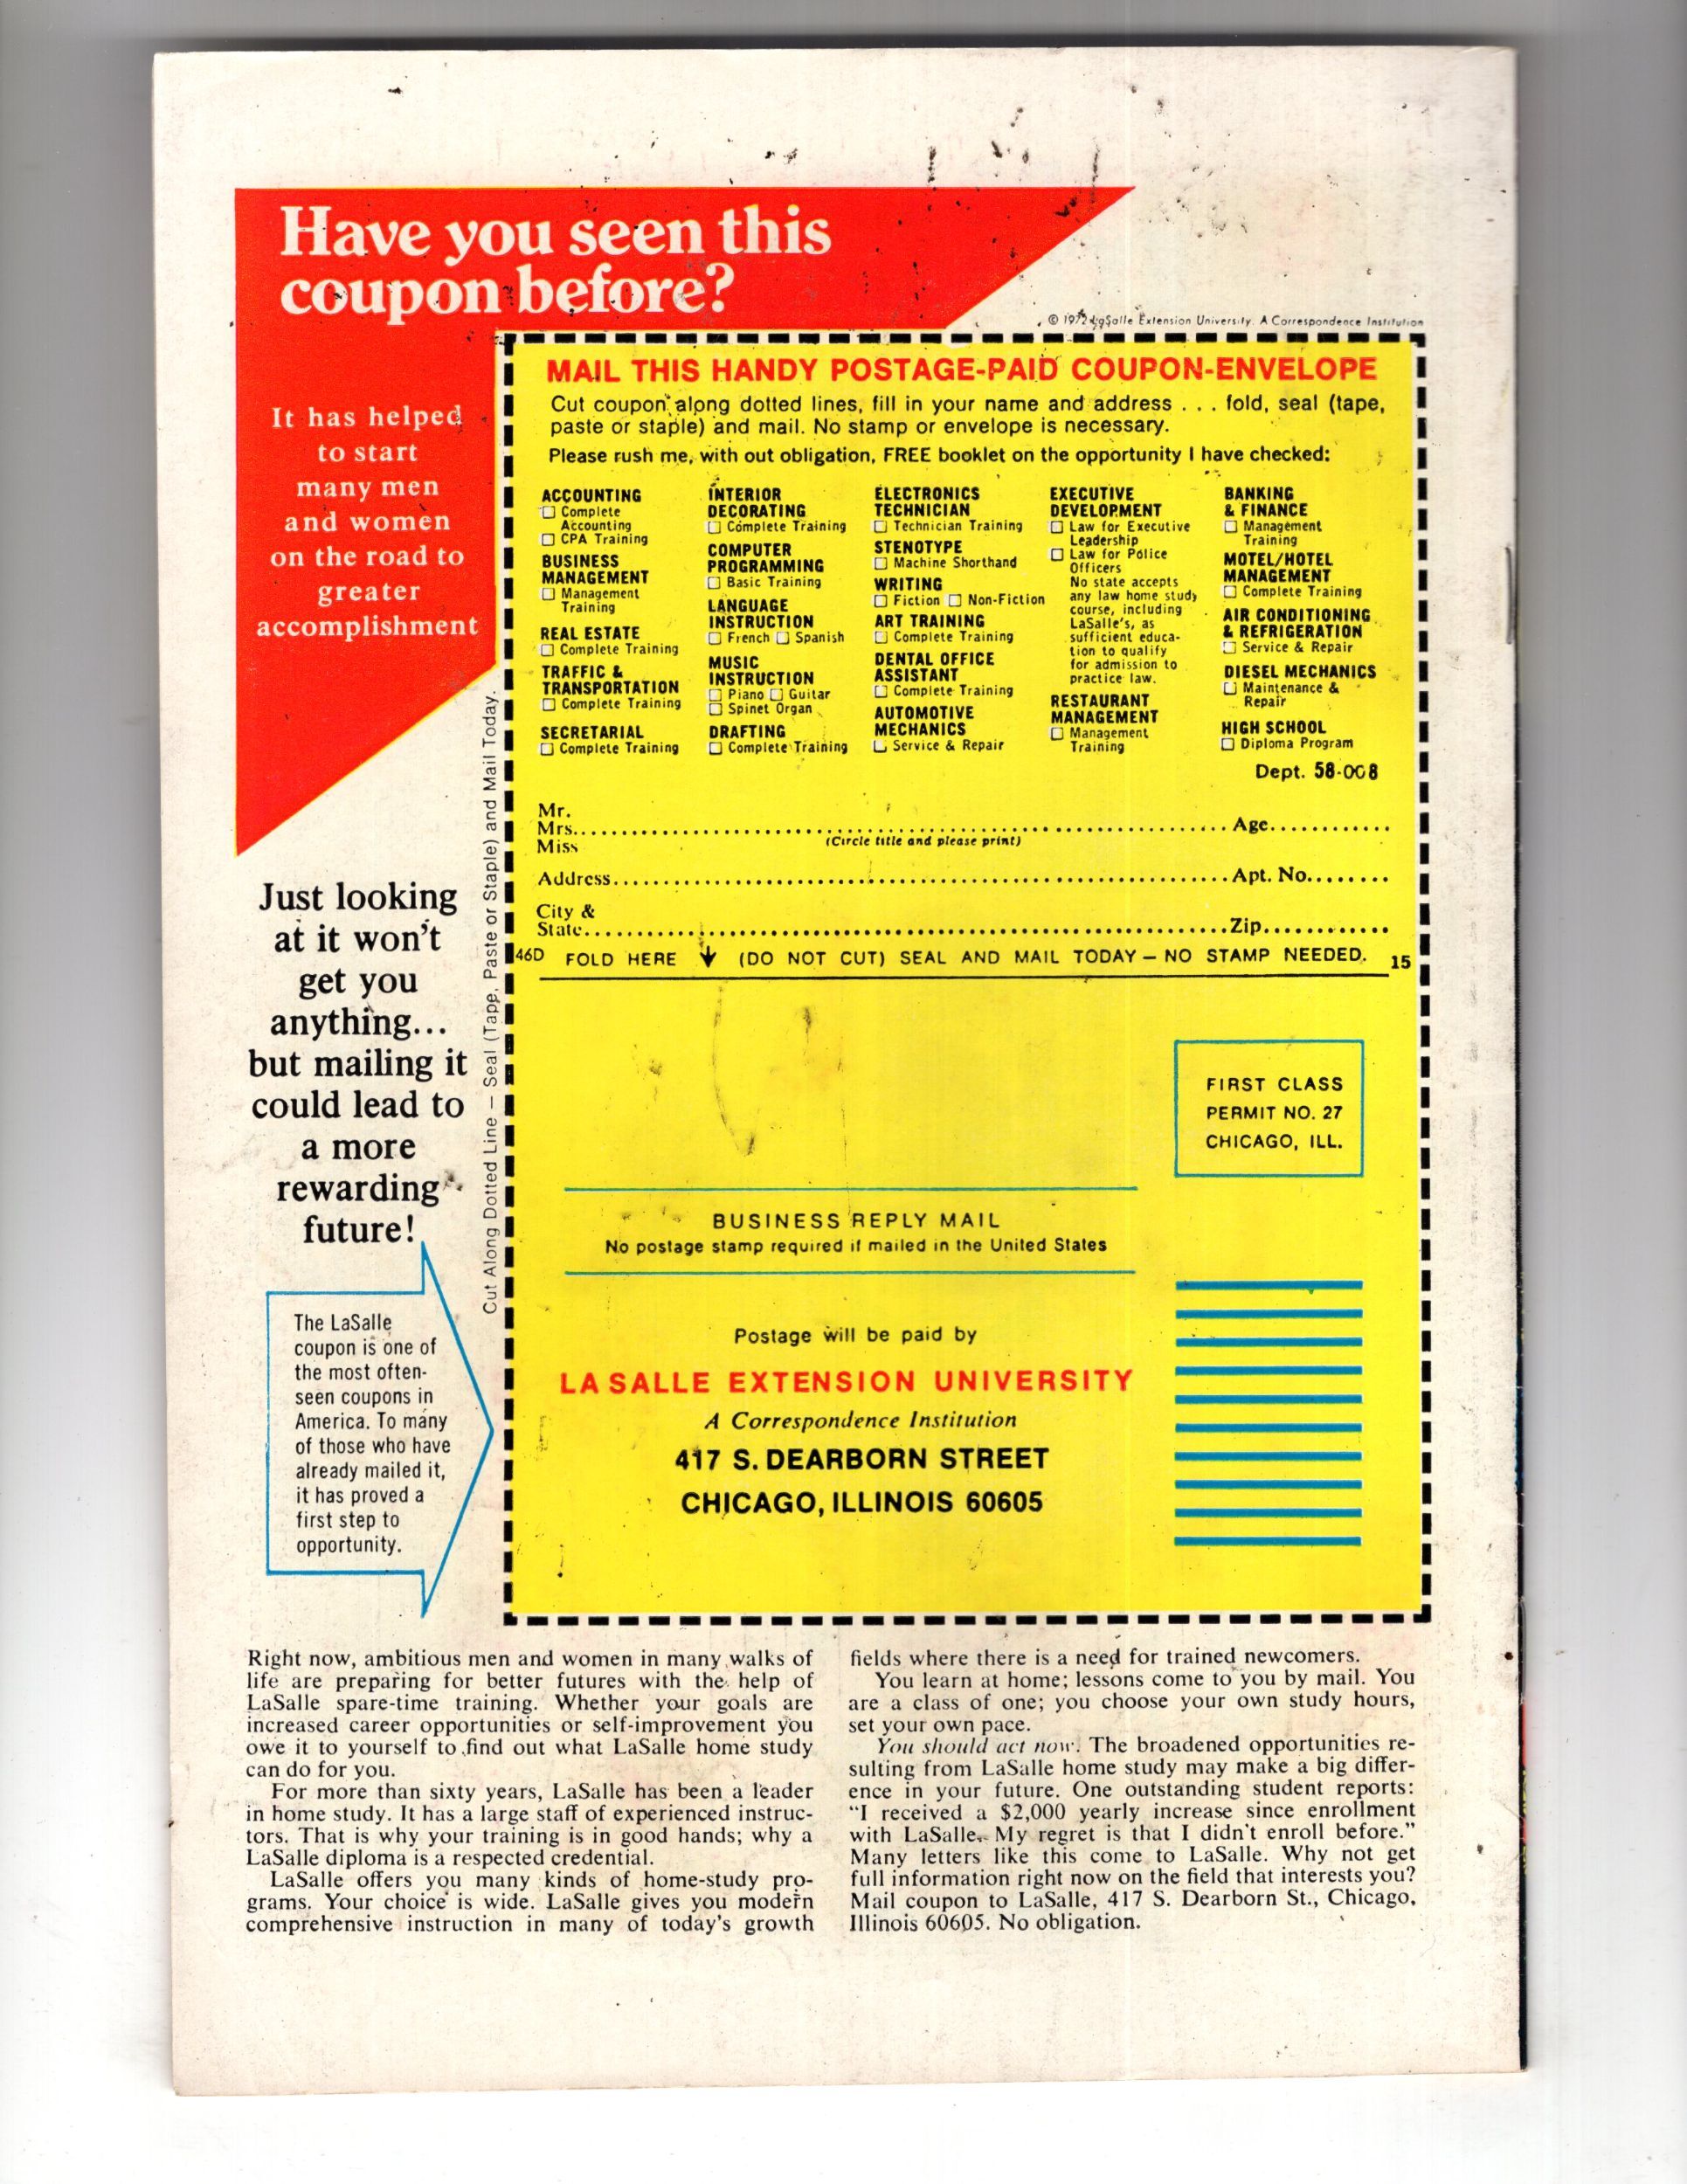 Have you seen this
coupon before?
It has helped
to start
many men
and women
on the road to
greater
accomplishment
Just looking
at it won't
get you
anything...
but mailing it
could lead to
a more
rewarding
future!
The LaSalle
coupon is one of
the most often-
seen coupons in
America. To many
of those who have
already mailed it,
it has proved a
first step to
opportunity.
Cut Along Dotted Line — Seal (Tape, Paste or Staple) and Mail Today.
© 1972 LaSalle Extension University. A Correspondence Institution
MAIL THIS HANDY POSTAGE-PAID COUPON-ENVELOPE
Cut coupon along dotted lines, fill in your name and address . . . fold, seal (tape,
paste or staple) and mail. No stamp or envelope is necessary.
Please rush me, with out obligation, FREE booklet on the opportunity I have checked:
ACCOUNTING
Complete
Accounting
CPA Training
BUSINESS
MANAGEMENT
Management
Training
REAL ESTATE
Complete Training
TRAFFIC &
TRANSPORTATION
Complete Training
SECRETARIAL
Complete Training
INTERIOR
DECORATING
Complete Training
COMPUTER
PROGRAMMING
Basic Training
LANGUAGE
INSTRUCTION
French Spanish
MUSIC
INSTRUCTION
Piano Guitar
Spinet Organ
DRAFTING
Complete Training
ELECTRONICS
TECHNICIAN
Technician Training
STENOTYPE
Machine Shorthand
WRITING
Fiction Non-Fiction
ART TRAINING
Complete Training
DENTAL OFFICE
ASSISTANT
Complete Training
AUTOMOTIVE
MECHANICS
Service & Repair
EXECUTIVE
DEVELOPMENT
Law for Executive
Leadership
Law for Police
Officers
No state accepts
any law home study
course, including
LaSalle's, as
sufficient educa-
tion to qualify
for admission to
practice law.
RESTAURANT
MANAGEMENT
Management
Training
BANKING
& FINANCE
Management
Training
MOTEL/HOTEL
MANAGEMENT
Complete Training
AIR CONDITIONING
& REFRIGERATION
Service & Repair
DIESEL MECHANICS
Maintenance &
Repair
HIGH SCHOOL
Diploma Program
Dept. 58-008
Mr.
Mrs. Age
Miss (Circle title and please print)
Address Apt. No.
City &
State Zip
46D FOLD HERE ↓ (DO NOT CUT) SEAL AND MAIL TODAY — NO STAMP NEEDED. 15
FIRST CLASS
PERMIT NO. 27
CHICAGO, ILL.
BUSINESS REPLY MAIL
No postage stamp required if mailed in the United States
Postage will be paid by
LA SALLE EXTENSION UNIVERSITY
A Correspondence Institution
417 S. DEARBORN STREET
CHICAGO, ILLINOIS 60605
Right now, ambitious men and women in many walks of
life are preparing for better futures with the help of
LaSalle spare-time training. Whether your goals are
increased career opportunities or self-improvement you
owe it to yourself to find out what LaSalle home study
can do for you.
For more than sixty years, LaSalle has been a leader
in home study. It has a large staff of experienced instruc-
tors. That is why your training is in good hands; why a
LaSalle diploma is a respected credential.
LaSalle offers you many kinds of home-study pro-
grams. Your choice is wide. LaSalle gives you modern
comprehensive instruction in many of today's growth
fields where there is a need for trained newcomers.
You learn at home; lessons come to you by mail. You
are a class of one; you choose your own study hours,
set your own pace.
You should act now. The broadened opportunities re-
sulting from LaSalle home study may make a big differ-
ence in your future. One outstanding student reports:
"I received a $2,000 yearly increase since enrollment
with LaSalle. My regret is that I didn't enroll before."
Many letters like this come to LaSalle. Why not get
full information right now on the field that interests you?
Mail coupon to LaSalle, 417 S. Dearborn St., Chicago,
Illinois 60605. No obligation.